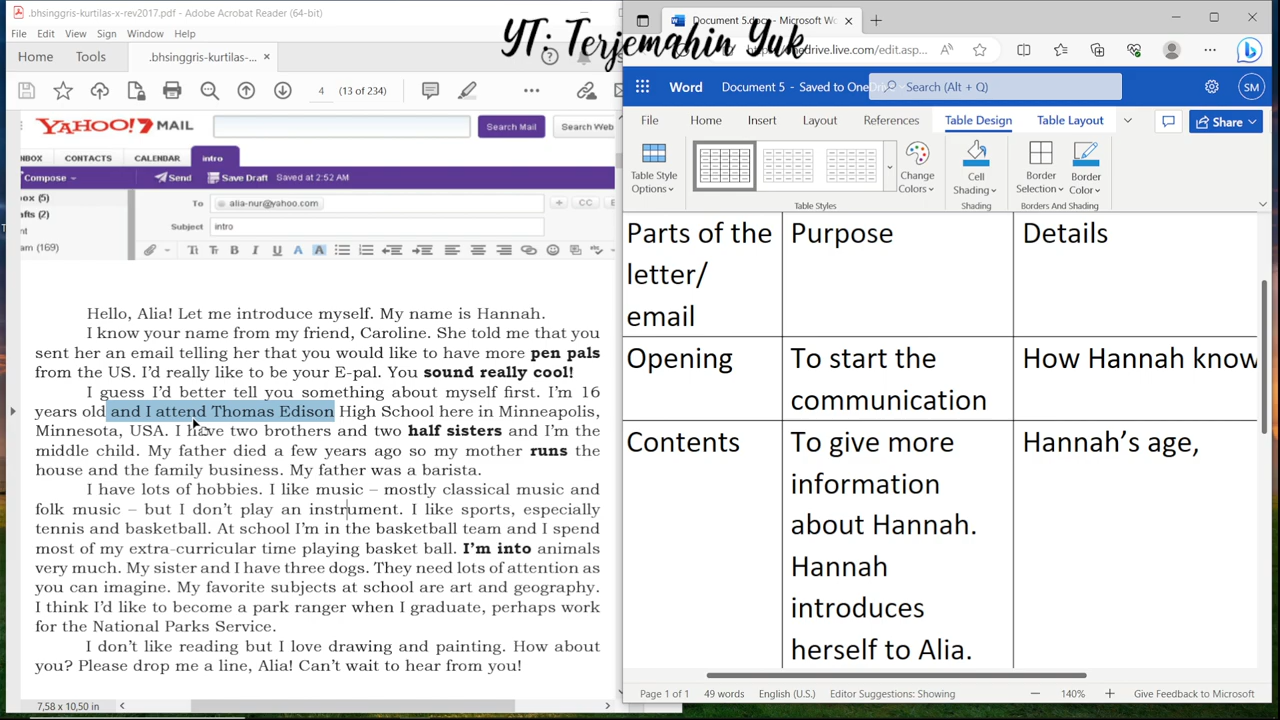 .bhsinggris-kurtilas-x-rev2017.pdf - Adobe Acrobat Reader (64-bit)
File Edit View Sign Window Help
Home Tools .bhsinggris-kurtilas-... ×
4 (13 of 234)
YAHOO!7 MAIL Search Mail Search Web
NBOX CONTACTS CALENDAR intro
Compose Send Save Draft Saved at 2:52 AM
box (5) To alia-nur@yahoo.com CC
afts (2)
ent Subject intro
am (169)
Hello, Alia! Let me introduce myself. My name is Hannah.
I know your name from my friend, Caroline. She told me that you
sent her an email telling her that you would like to have more pen pals
from the US. I’d really like to be your E-pal. You sound really cool!
I guess I’d better tell you something about myself first. I’m 16
years old and I attend Thomas Edison High School here in Minneapolis,
Minnesota, USA. I have two brothers and two half sisters and I’m the
middle child. My father died a few years ago so my mother runs the
house and the family business. My father was a barista.
I have lots of hobbies. I like music – mostly classical music and
folk music – but I don’t play an instrument. I like sports, especially
tennis and basketball. At school I’m in the basketball team and I spend
most of my extra-curricular time playing basket ball. I’m into animals
very much. My sister and I have three dogs. They need lots of attention as
you can imagine. My favorite subjects at school are art and geography.
I think I’d like to become a park ranger when I graduate, perhaps work
for the National Parks Service.
I don’t like reading but I love drawing and painting. How about
you? Please drop me a line, Alia! Can’t wait to hear from you!
7,58 x 10,50 in
YT: Terjemahin Yuk
Document 5.docx - Microsoft Wo
nedrive.live.com/edit.asp...
Word Document 5 - Saved to OneD Search (Alt + Q) SM
File Home Insert Layout References Table Design Table Layout Share
Table Style Options
Change Colors
Cell Shading
Border Selection
Border Color
Table Styles Shading Borders And Shading
Parts of the letter/ email
Purpose
Details
Opening
To start the communication
How Hannah know
Contents
To give more
information
about Hannah.
Hannah
introduces
herself to Alia.
Hannah’s age,
Page 1 of 1 49 words English (U.S.) Editor Suggestions: Showing 140% Give Feedback to Microsoft